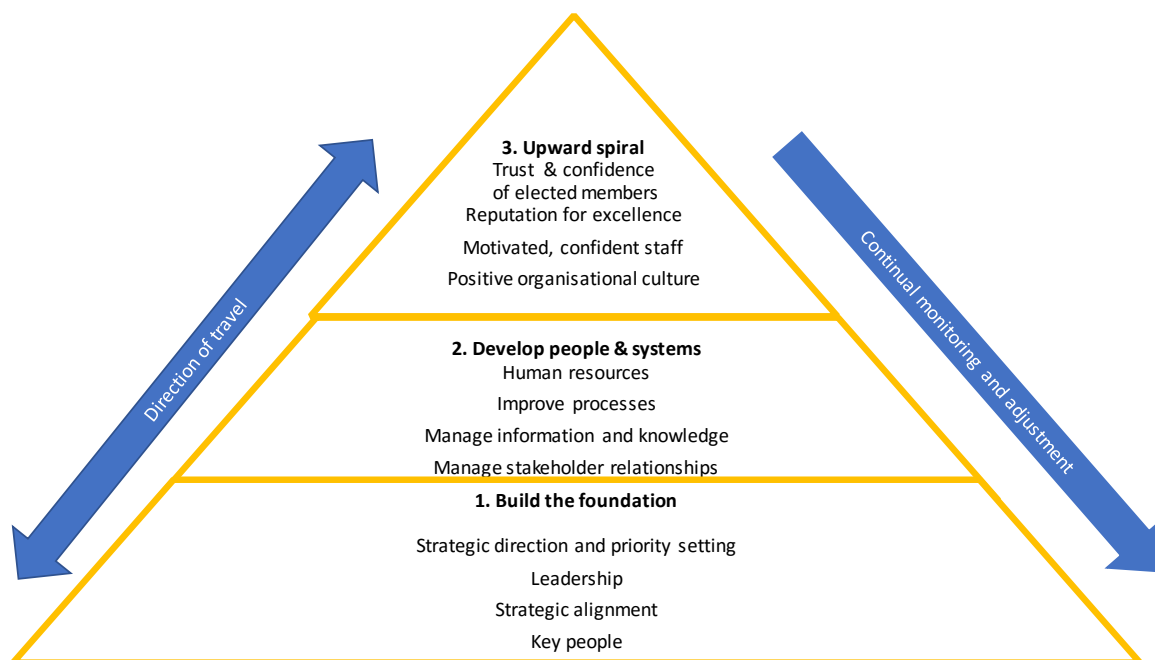 3. Upward spiral
Trust & confidence
of elected members
Reputation for excellence
Motivated, confident staff
Positive organisational culture
Direction of travel
Continual monitoring and adjustment
2. Develop people & systems
Human resources
Improve processes
Manage information and knowledge
Manage stakeholder relationships
1. Build the foundation
Strategic direction and priority setting
Leadership
Strategic alignment
Key people